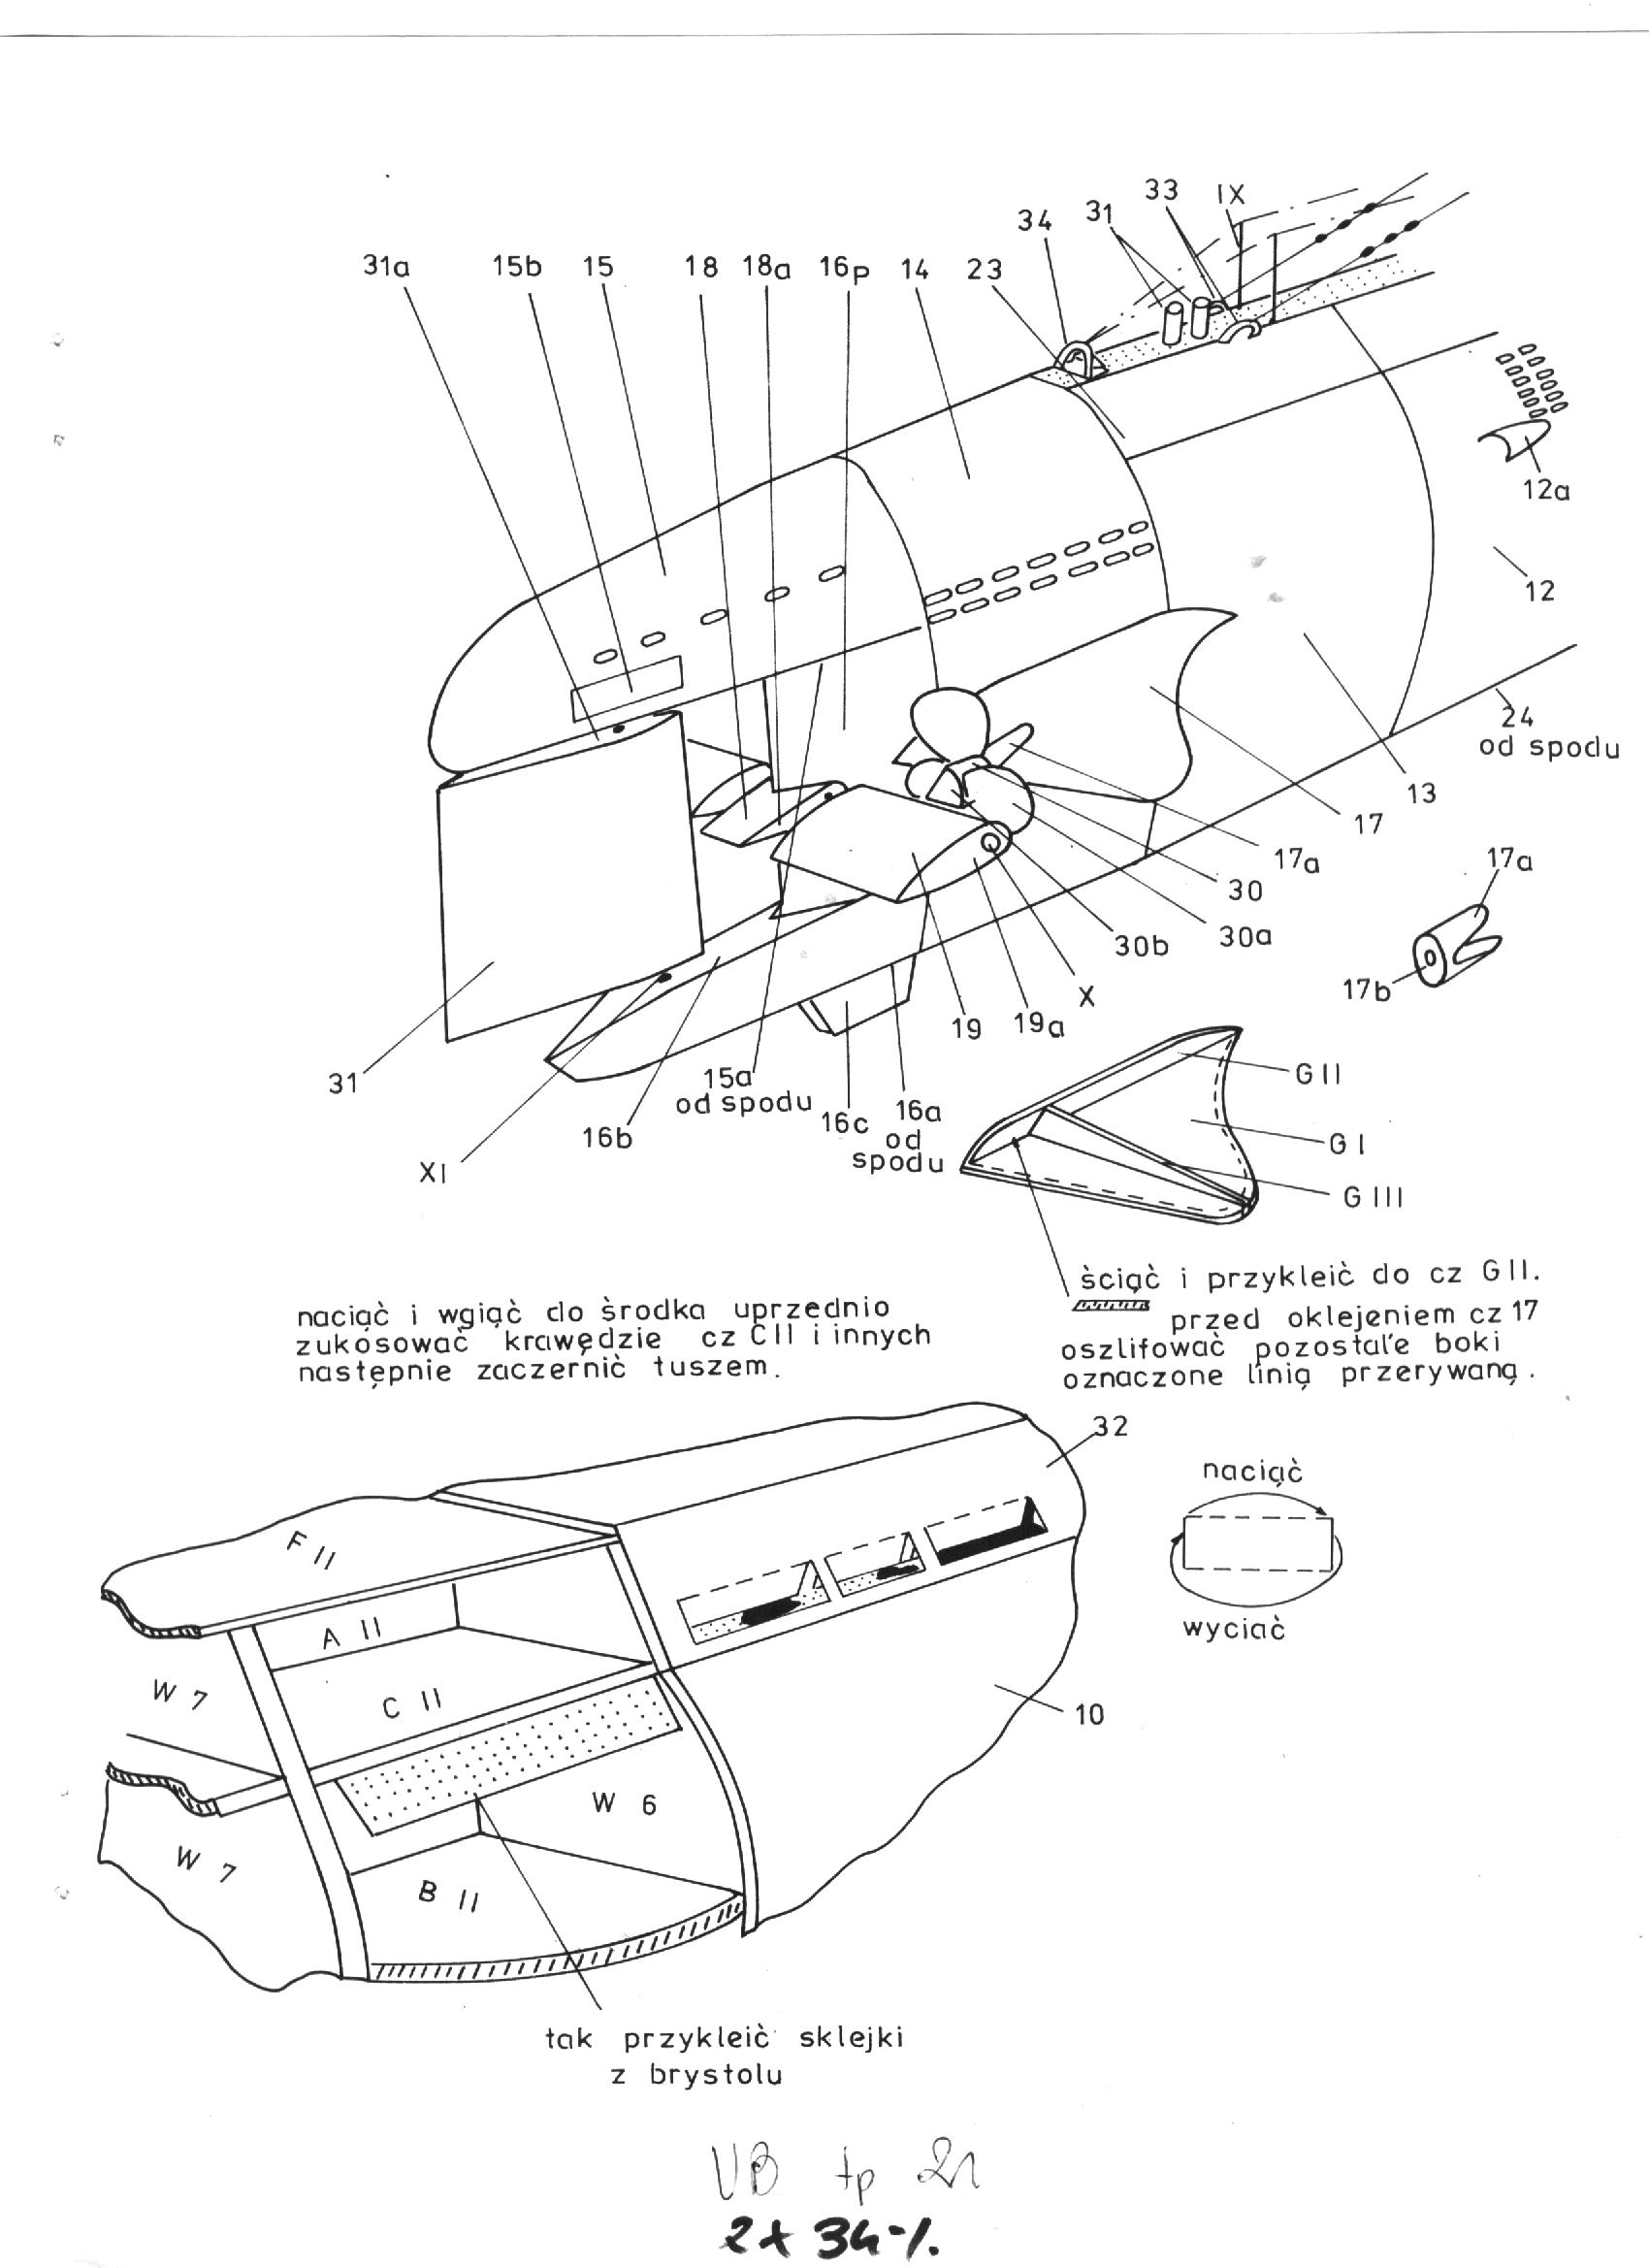 33 IX
34 31
31a 15b 15 18 18a 16p 14 23
12a
12
24
od spodu
13
17
17a
17a
30
30b 30a
17b
X
19 19a
31
15a
od spodu
16c 16a
od
spodu
16b
XI
G II
G I
G III
ściąć i przykleić do cz G II.
przed oklejeniem cz 17
oszlifować pozostałe boki
oznaczone linią przerywaną.
naciąć i wgiąć do środka uprzednio
zukosować krawędzie cz C II i innych
następnie zaczernić tuszem.
32
naciąć
wyciać
F II
A II
W 7
C II
10
W 6
W 7
B II
tak przykleić sklejki
z brystolu
UB tp 21
2x 34%.